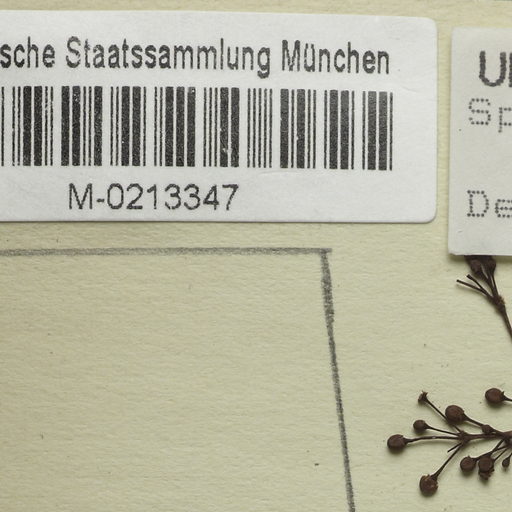 sche Staatssammlung München
M-0213347
U
Sp
De